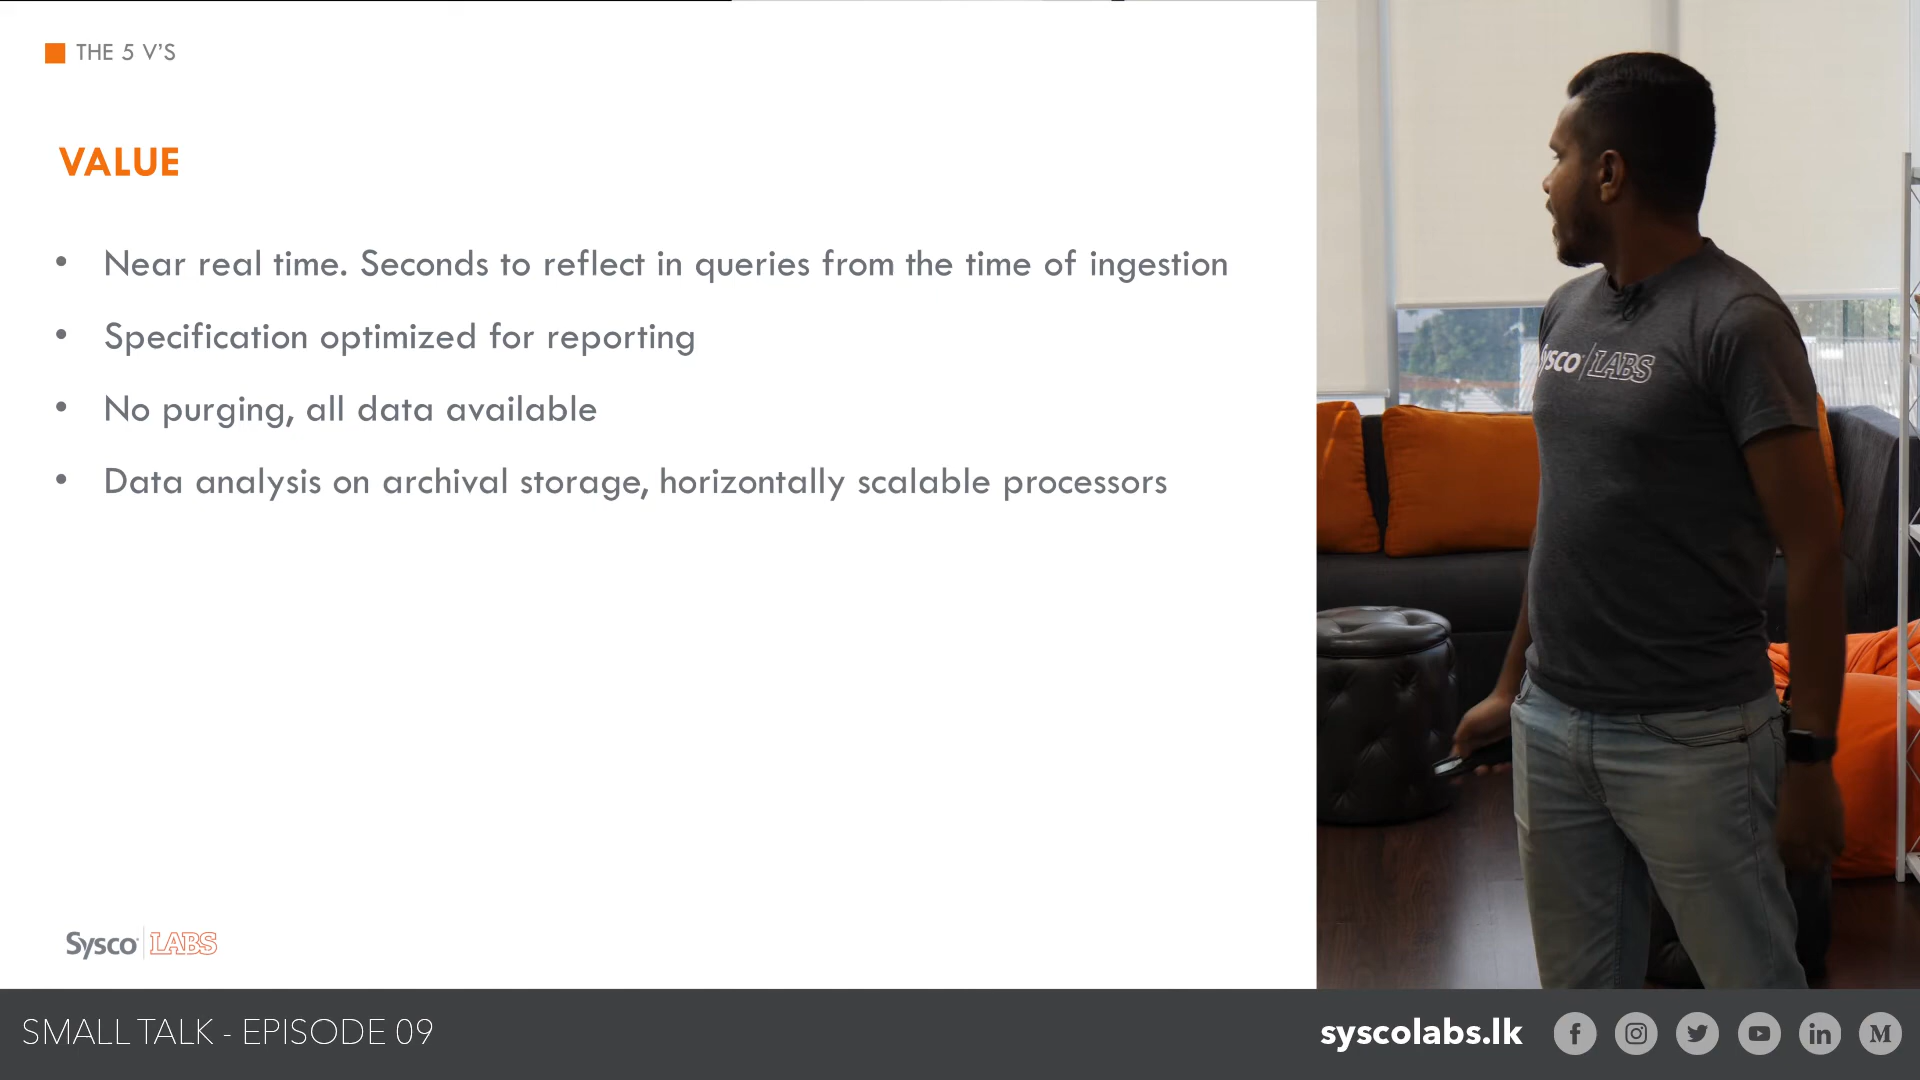 THE 5 V'S
VALUE
• Near real time. Seconds to reflect in queries from the time of ingestion
• Specification optimized for reporting
• No purging, all data available
• Data analysis on archival storage, horizontally scalable processors
Sysco LABS
Sysco LABS
SMALL TALK - EPISODE 09
syscolabs.lk